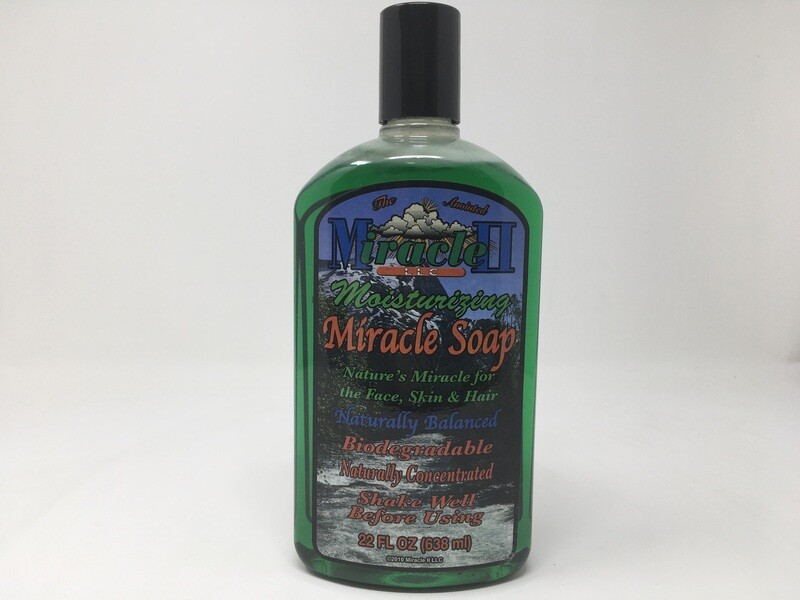 The Anointed
Miracle II
LLC
Moisturizing
Miracle Soap
Nature's Miracle for
the Face, Skin & Hair
Naturally Balanced
Biodegradable
Naturally Concentrated
Shake Well
Before Using
22 FL OZ (638 ml)
©2010 Miracle II LLC